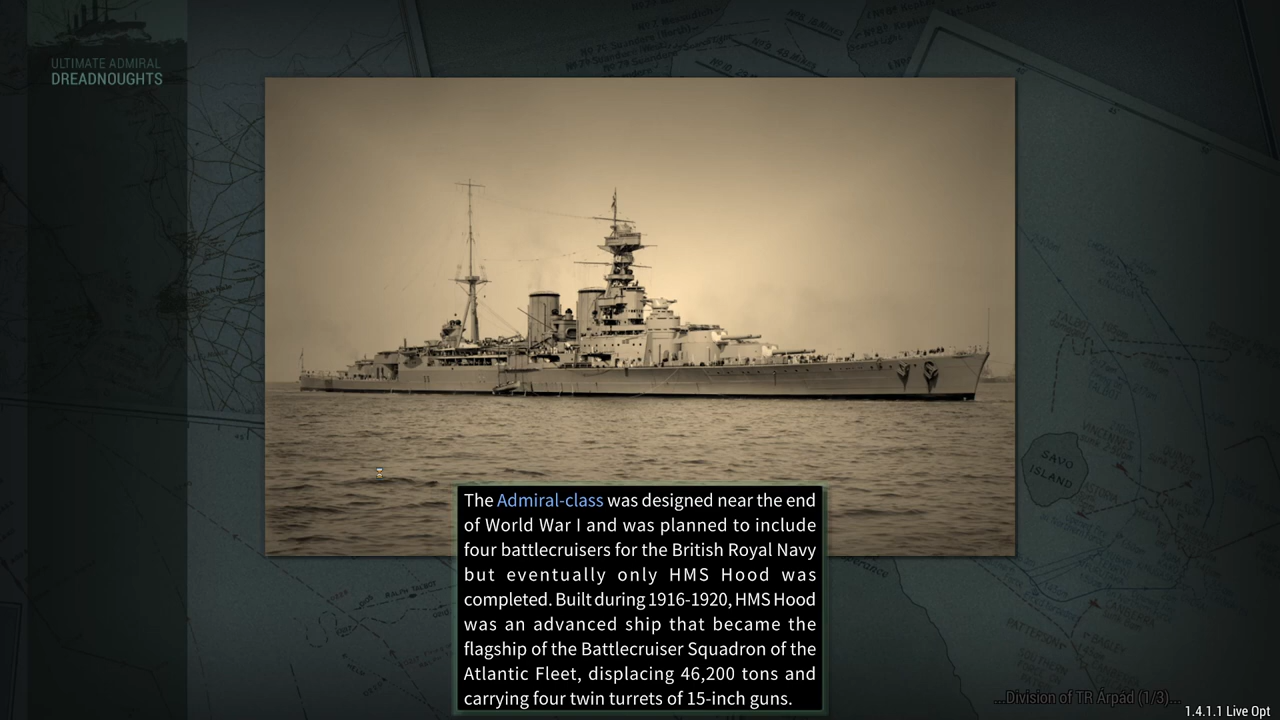 ULTIMATE ADMIRAL
DREADNOUGHTS
SAVO
ISLAND
The Admiral-class was designed near the end
of World War I and was planned to include
four battlecruisers for the British Royal Navy
but eventually only HMS Hood was
completed. Built during 1916-1920, HMS Hood
was an advanced ship that became the
flagship of the Battlecruiser Squadron of the
Atlantic Fleet, displacing 46,200 tons and
carrying four twin turrets of 15-inch guns.
...Division of TR Árpád (1/3)...
1.4.1.1 Live Opt